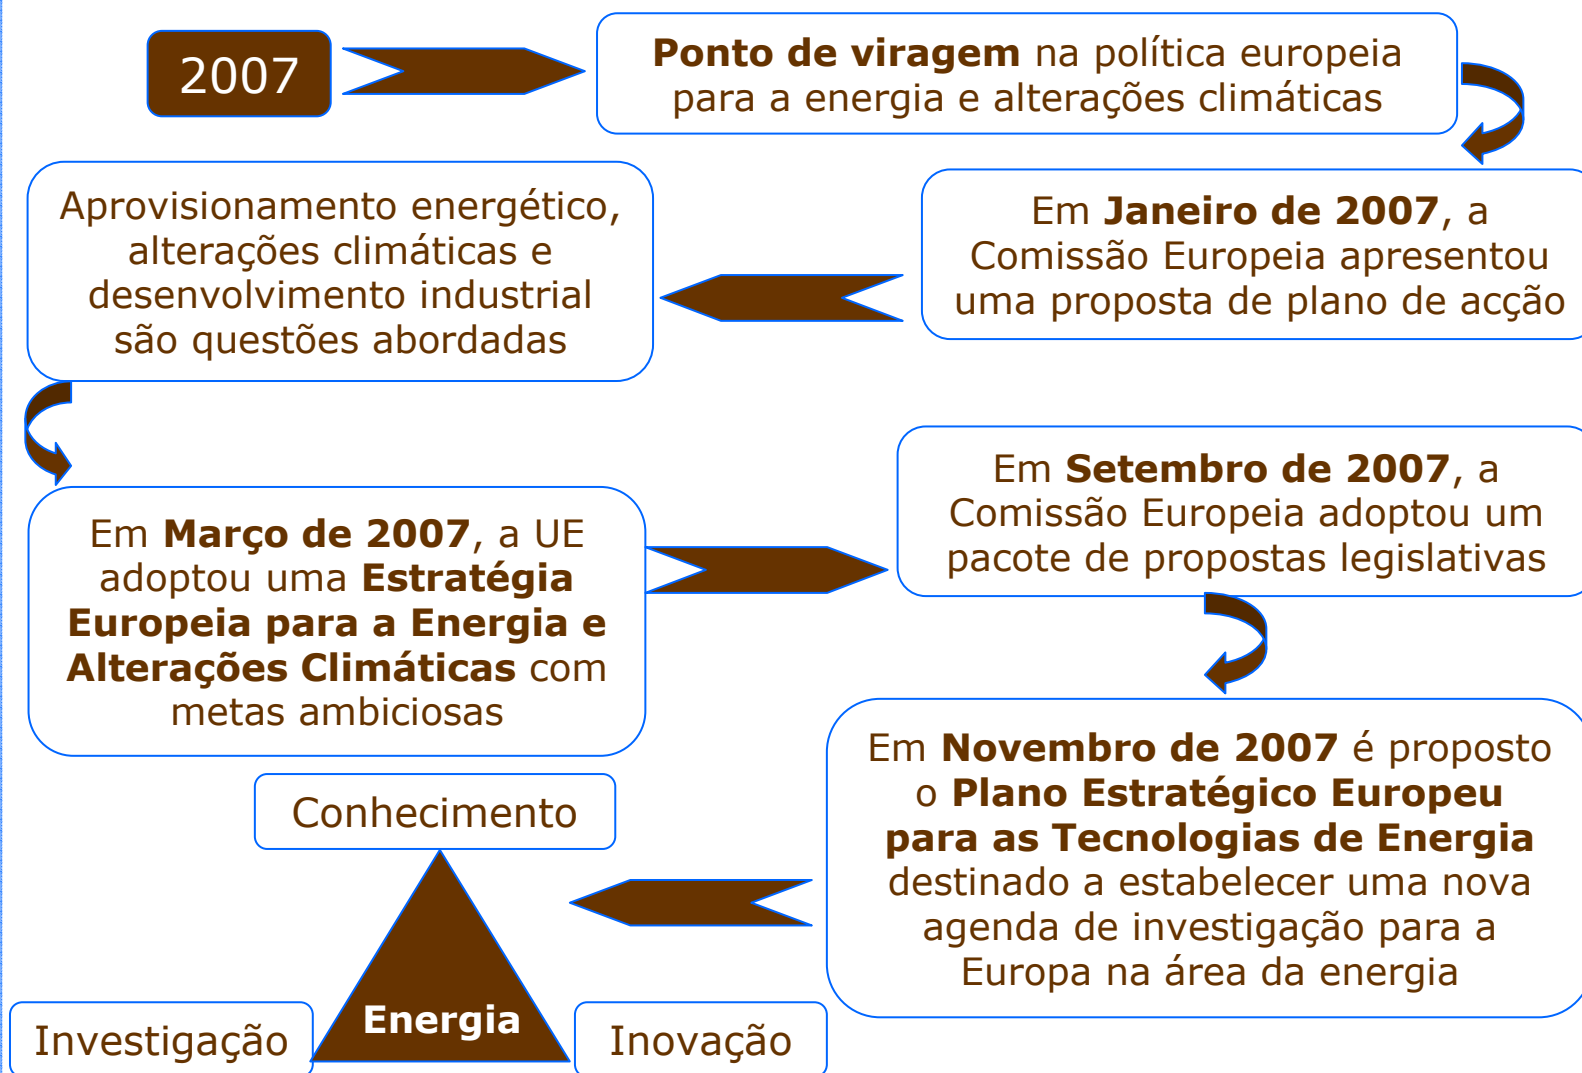 2007
Ponto de viragem na política europeia
para a energia e alterações climáticas
Em Janeiro de 2007, a
Comissão Europeia apresentou
uma proposta de plano de acção
Aprovisionamento energético,
alterações climáticas e
desenvolvimento industrial
são questões abordadas
Em Março de 2007, a UE
adoptou uma Estratégia
Europeia para a Energia e
Alterações Climáticas com
metas ambiciosas
Em Setembro de 2007, a
Comissão Europeia adoptou um
pacote de propostas legislativas
Em Novembro de 2007 é proposto
o Plano Estratégico Europeu
para as Tecnologias de Energia
destinado a estabelecer uma nova
agenda de investigação para a
Europa na área da energia
Conhecimento
Energia
Investigação
Inovação